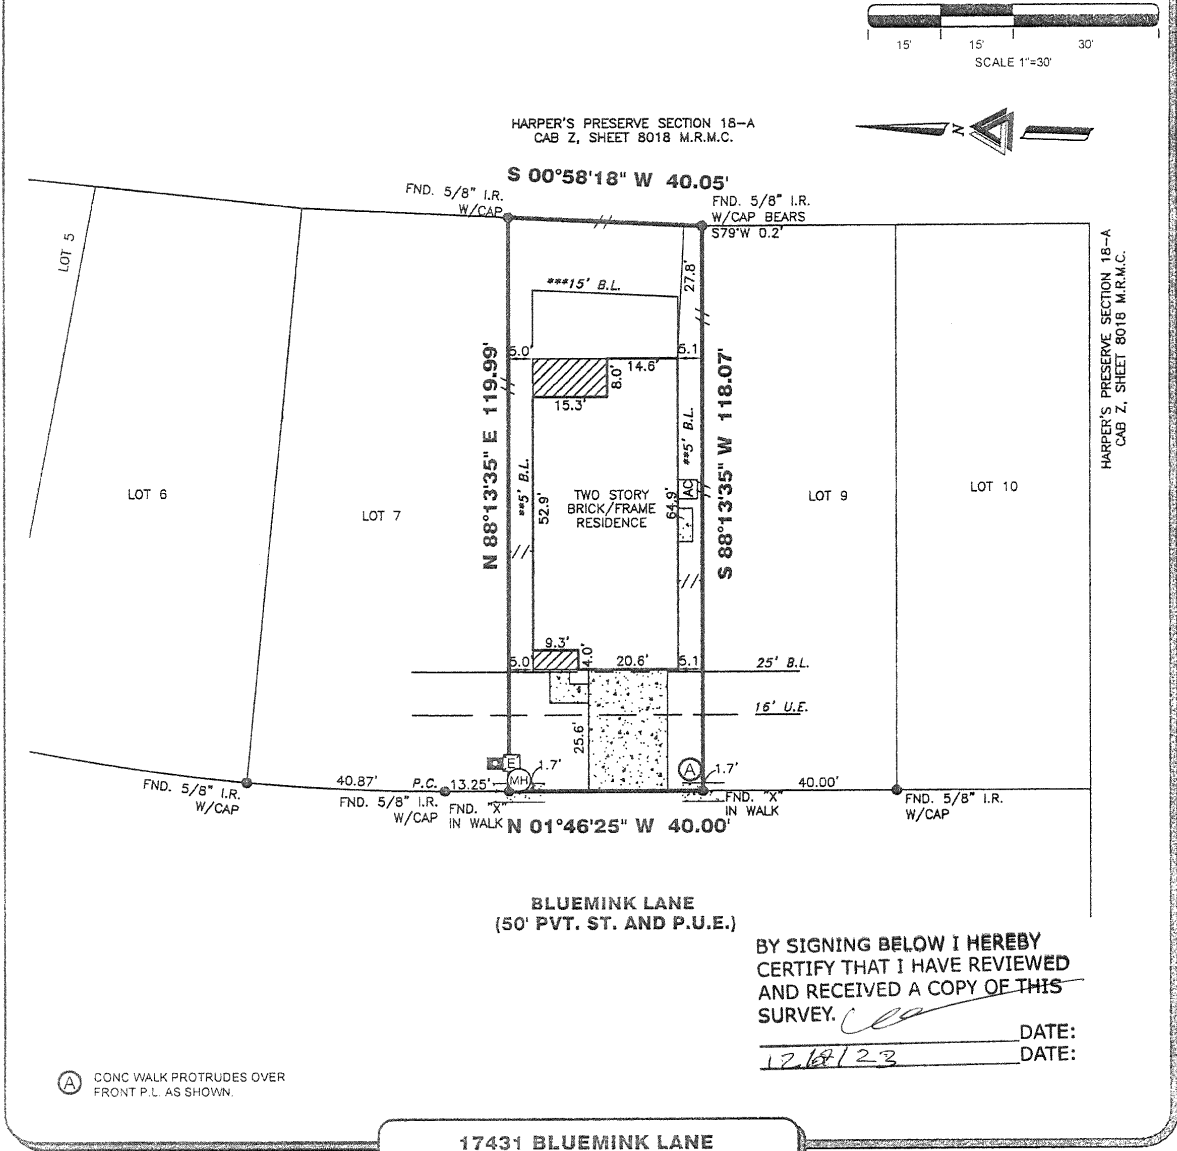 15'
15'
30'
SCALE 1"=30'
HARPER'S PRESERVE SECTION 18-A
CAB Z, SHEET 8018 M.R.M.C.
N
S 00°58'18" W 40.05'
FND. 5/8" I.R.
W/CAP
FND. 5/8" I.R.
W/CAP BEARS
S79°W 0.2'
LOT 5
***15' B.L.
27.8'
HARPER'S PRESERVE SECTION 18-A
CAB Z, SHEET 8018 M.R.M.C.
5.0'
14.6'
5.1
8.0'
15.3'
N 88°13'35" E 119.99'
S 88°13'35" W 118.07'
**5' B.L.
**5' B.L.
52.9'
64.9'
AC
TWO STORY
BRICK/FRAME
RESIDENCE
LOT 6
LOT 7
LOT 9
LOT 10
9.3'
4.0'
5.0'
20.6'
5.1
25' B.L.
16' U.E.
25.6'
E
MH
1.7'
A
1.7'
FND. 5/8" I.R.
W/CAP
40.87'
P.C.
13.25'
FND. 5/8" I.R.
W/CAP
FND. "X"
IN WALK
N 01°46'25" W 40.00'
FND. "X"
IN WALK
40.00'
FND. 5/8" I.R.
W/CAP
BLUEMINK LANE
(50' PVT. ST. AND P.U.E.)
BY SIGNING BELOW I HEREBY
CERTIFY THAT I HAVE REVIEWED
AND RECEIVED A COPY OF THIS
SURVEY.
DATE:
DATE:
A CONC WALK PROTRUDES OVER
FRONT P.L. AS SHOWN.
17431 BLUEMINK LANE